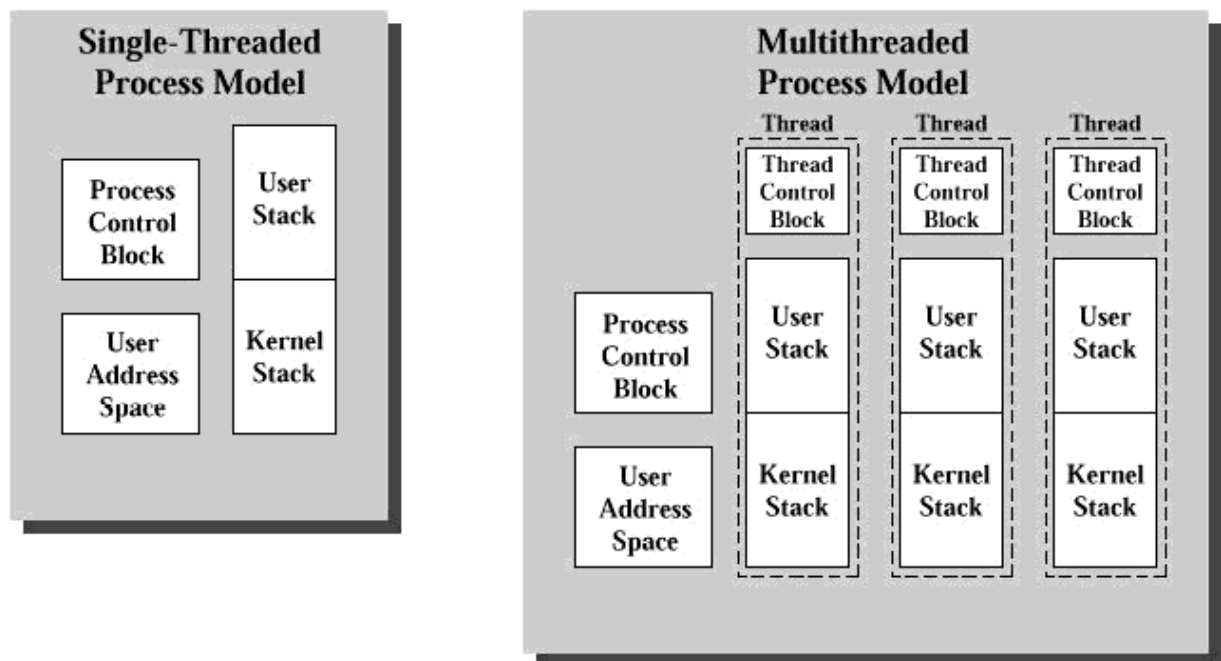 Single-Threaded
Process Model
Process
Control
Block
User
Stack
User
Address
Space
Kernel
Stack
Multithreaded
Process Model
Thread
Thread
Thread
Thread
Control
Block
Thread
Control
Block
Thread
Control
Block
Process
Control
Block
User
Stack
User
Stack
User
Stack
User
Address
Space
Kernel
Stack
Kernel
Stack
Kernel
Stack